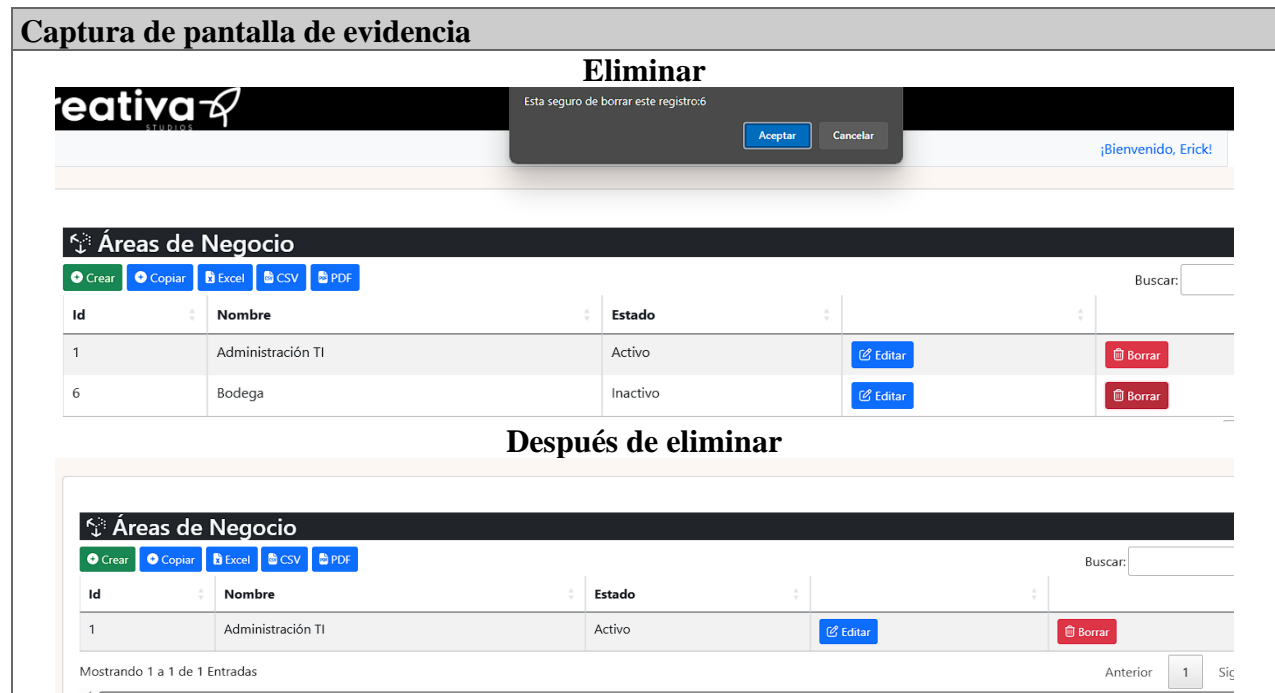 Captura de pantalla de evidencia
Eliminar
reativa
STUDIOS
Esta seguro de borrar este registro:6
Aceptar Cancelar
¡Bienvenido, Erick!
Áreas de Negocio
Crear Copiar Excel CSV PDF Buscar:
Id Nombre Estado
1 Administración TI Activo Editar Borrar
6 Bodega Inactivo Editar Borrar
Después de eliminar
Áreas de Negocio
Crear Copiar Excel CSV PDF Buscar:
Id Nombre Estado
1 Administración TI Activo Editar Borrar
Mostrando 1 a 1 de 1 Entradas Anterior 1 Sig